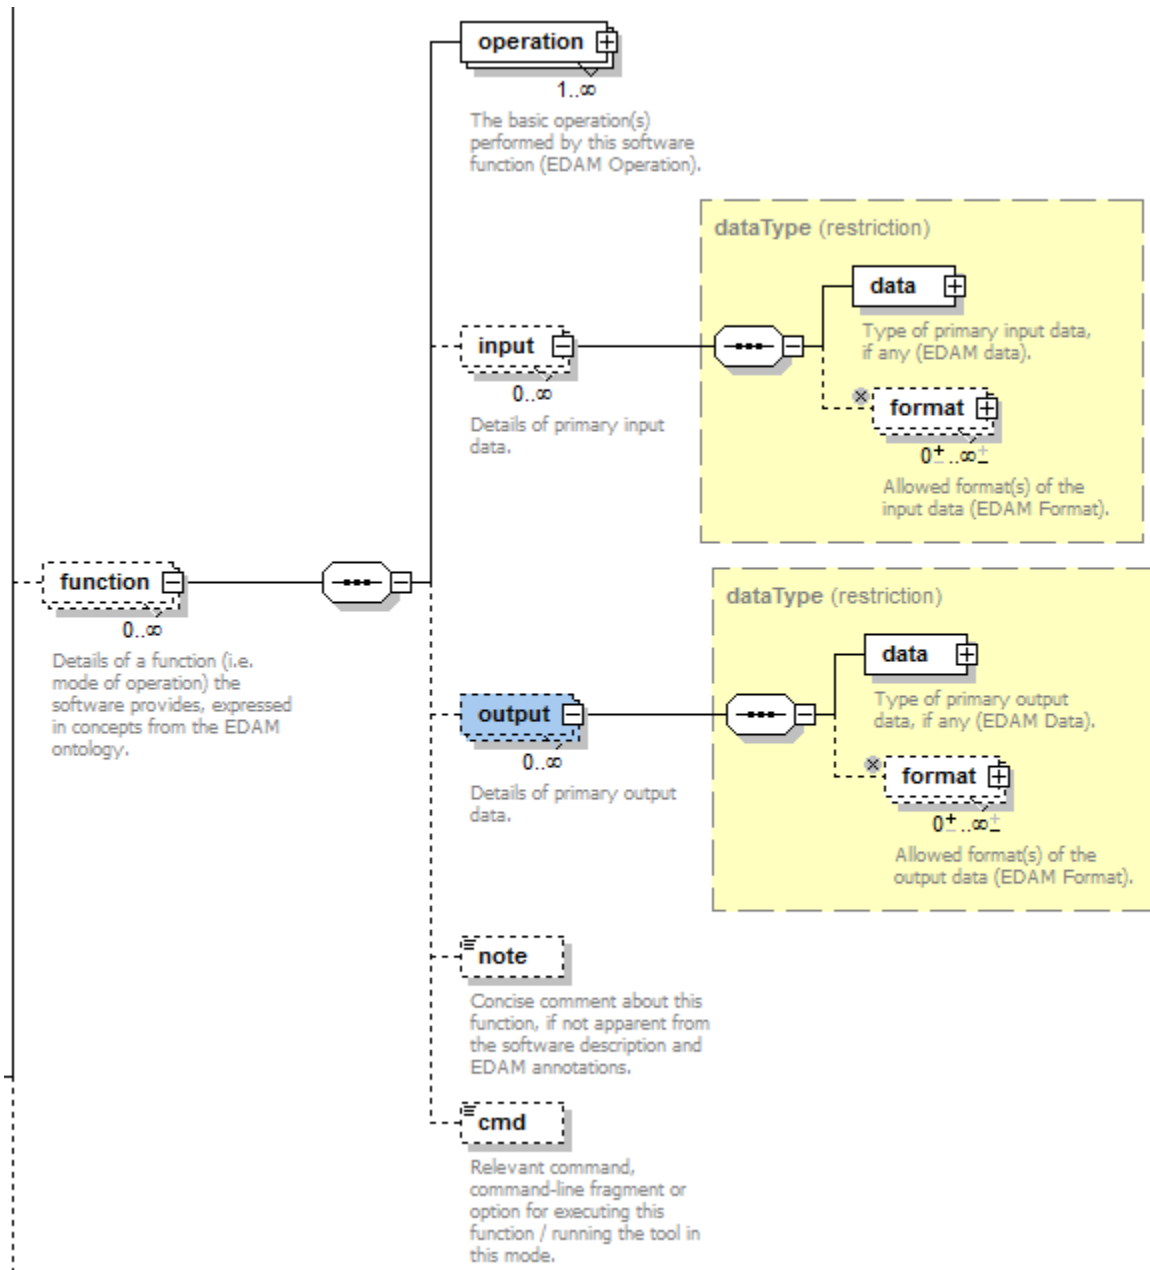 operation
1..∞
The basic operation(s)
performed by this software
function (EDAM Operation).
dataType (restriction)
data
Type of primary input data,
if any (EDAM data).
input
0..∞
Details of primary input
data.
format
0±..∞±
Allowed format(s) of the
input data (EDAM Format).
function
0..∞
Details of a function (i.e.
mode of operation) the
software provides, expressed
in concepts from the EDAM
ontology.
dataType (restriction)
data
Type of primary output
data, if any (EDAM Data).
output
0..∞
Details of primary output
data.
format
0±..∞±
Allowed format(s) of the
output data (EDAM Format).
note
Concise comment about this
function, if not apparent from
the software description and
EDAM annotations.
cmd
Relevant command,
command-line fragment or
option for executing this
function / running the tool in
this mode.